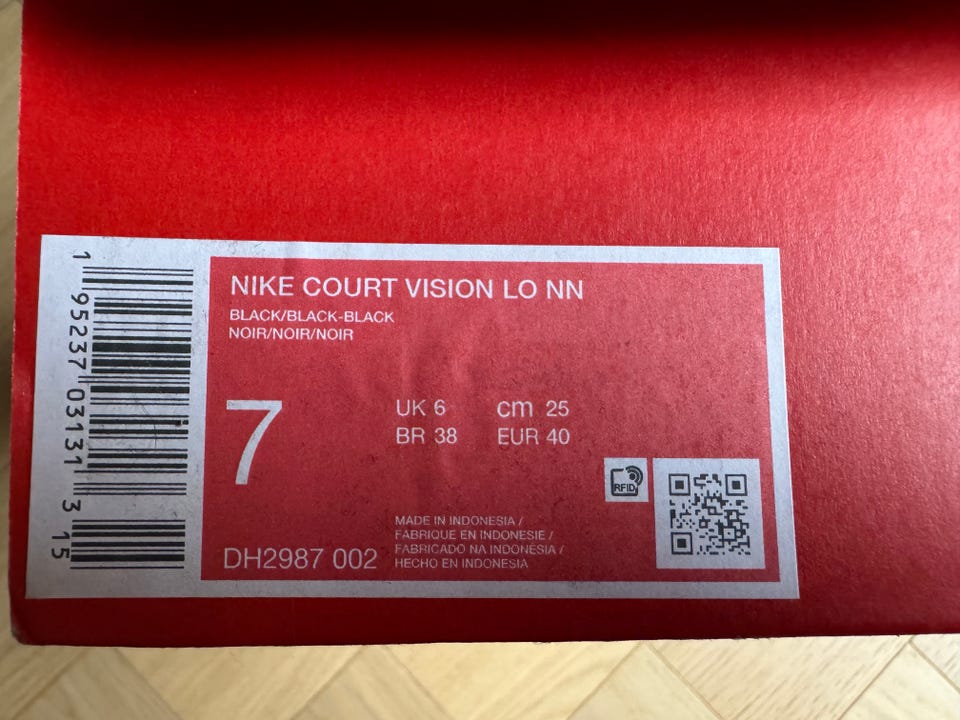 NIKE COURT VISION LO NN
BLACK/BLACK-BLACK
NOIR/NOIR/NOIR
7
UK 6 cm 25
BR 38 EUR 40
RFID
MADE IN INDONESIA /
FABRIQUE EN INDONESIE /
FABRICADO NA INDONESIA /
HECHO EN INDONESIA
DH2987 002
1 95237 03131 3 15